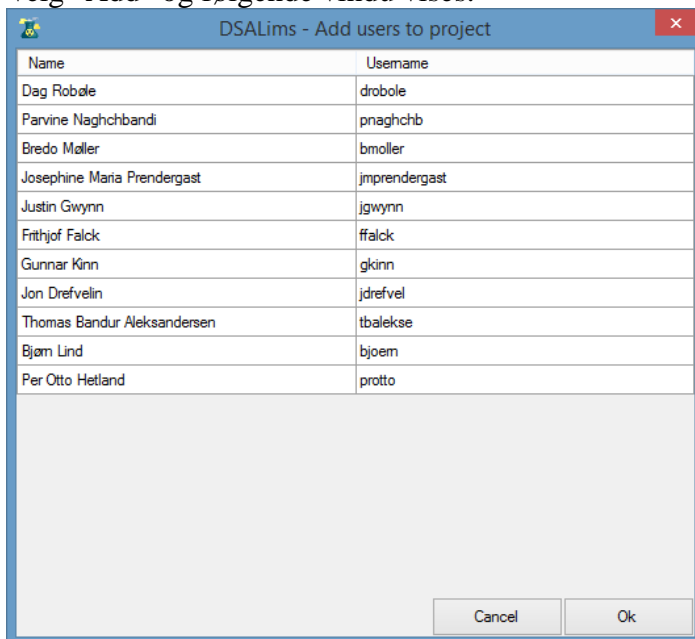 Velg "Add" og følgende vindu vises:
DSALims - Add users to project
Name Username
Dag Robøle drobole
Parvine Naghchbandi pnaghchb
Bredo Møller bmoller
Josephine Maria Prendergast jmprendergast
Justin Gwynn jgwynn
Frithjof Falck ffalck
Gunnar Kinn gkinn
Jon Drefvelin jdrefvel
Thomas Bandur Aleksandersen tbalekse
Bjørn Lind bjoern
Per Otto Hetland protto
Cancel Ok